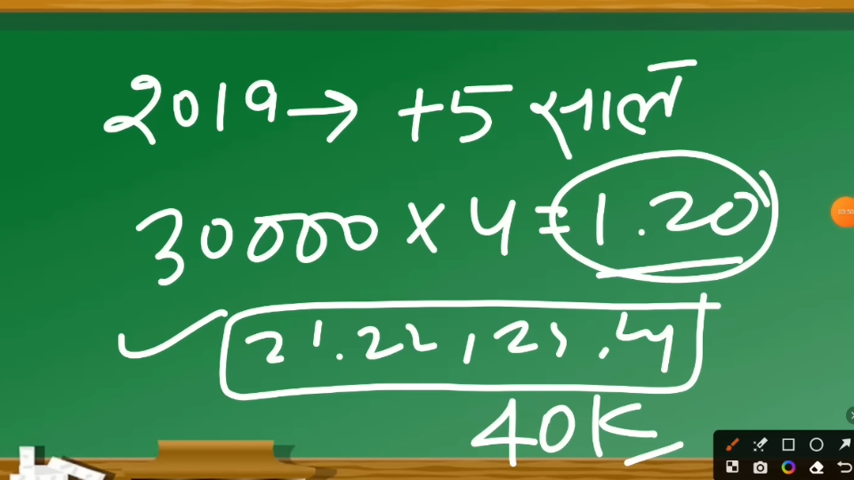 2019 → +5 साल
30000 × 4 = 1.20
21.22, 23.24
40K